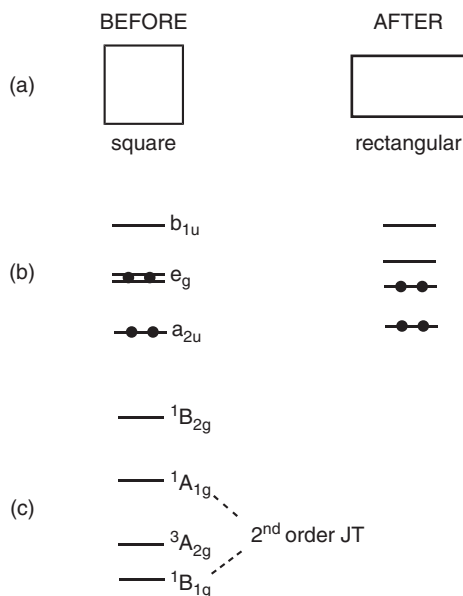 BEFORE AFTER
(a)
square rectangular
b1u
(b) eg
a2u
1B2g
1A1g
(c) 2nd order JT
3A2g
1B1g